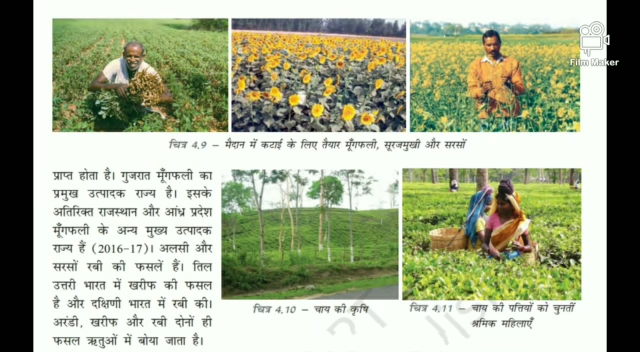 Film Maker
चित्र 4.9 – मैदान में कटाई के लिए तैयार मूँगफली, सूरजमुखी और सरसों
प्राप्त होता है। गुजरात मूँगफली का
प्रमुख उत्पादक राज्य है। इसके
अतिरिक्त राजस्थान और आंध्र प्रदेश
मूँगफली के अन्य मुख्य उत्पादक
राज्य हैं (2016-17)। अलसी और
सरसों रबी की फसलें हैं। तिल
उत्तरी भारत में खरीफ की फसल
है और दक्षिणी भारत में रबी की।
अरंडी, खरीफ और रबी दोनों ही
फसल ऋतुओं में बोया जाता है।
चित्र 4.10 – चाय की कृषि
चित्र 4.11 – चाय की पत्तियों को चुनतीं
श्रमिक महिलाएँ